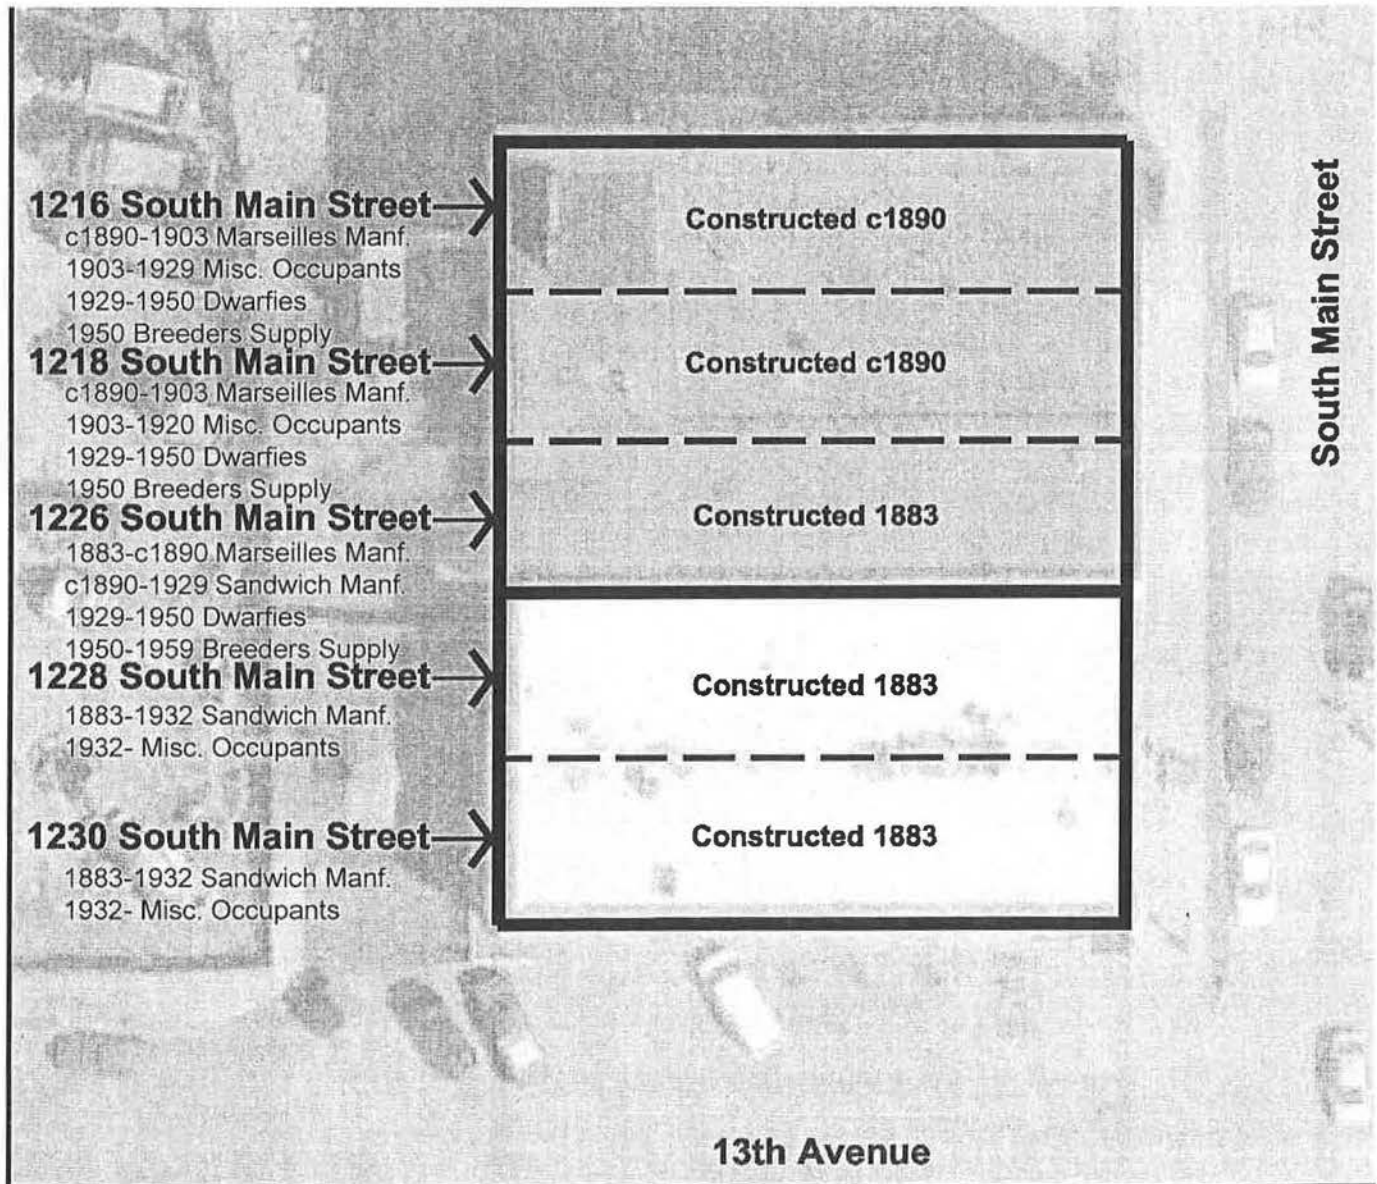 1216 South Main Street
c1890-1903 Marseilles Manf.
1903-1929 Misc. Occupants
1929-1950 Dwarfies
1950 Breeders Supply
1218 South Main Street
c1890-1903 Marseilles Manf.
1903-1920 Misc. Occupants
1929-1950 Dwarfies
1950 Breeders Supply
1226 South Main Street
1883-c1890 Marseilles Manf.
c1890-1929 Sandwich Manf.
1929-1950 Dwarfies
1950-1959 Breeders Supply
1228 South Main Street
1883-1932 Sandwich Manf.
1932- Misc. Occupants
1230 South Main Street
1883-1932 Sandwich Manf.
1932- Misc. Occupants
Constructed c1890
Constructed c1890
Constructed 1883
Constructed 1883
Constructed 1883
South Main Street
13th Avenue